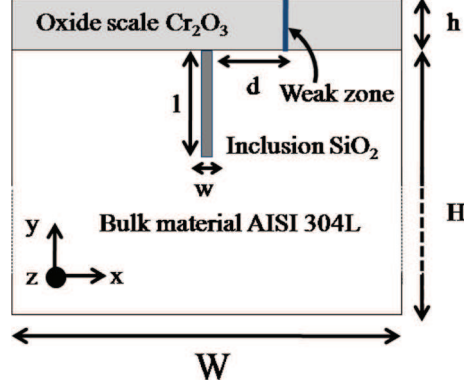 Oxide scale Cr₂O₃
h
d
Weak zone
l
Inclusion SiO₂
w
Bulk material AISI 304L
H
y
z
x
W